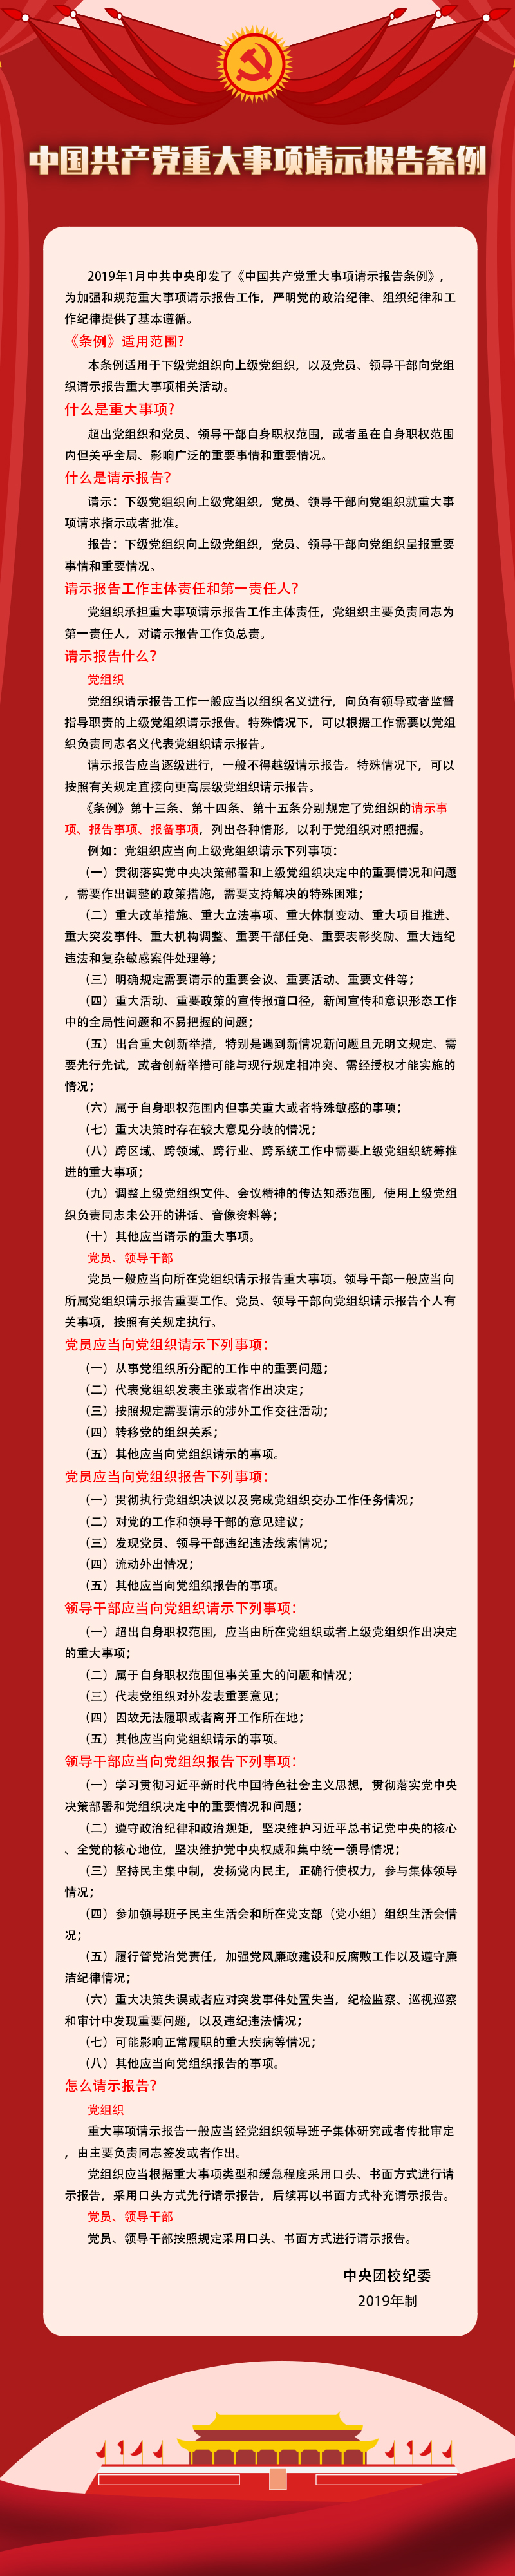 中国共产党重大事项请示报告条例
2019年1月中共中央印发了《中国共产党重大事项请示报告条例》，
为加强和规范重大事项请示报告工作，严明党的政治纪律、组织纪律和工
作纪律提供了基本遵循。
《条例》适用范围?
本条例适用于下级党组织向上级党组织，以及党员、领导干部向党组
织请示报告重大事项相关活动。
什么是重大事项?
超出党组织和党员、领导干部自身职权范围，或者虽在自身职权范围
内但关乎全局、影响广泛的重要事情和重要情况。
什么是请示报告?
请示：下级党组织向上级党组织，党员、领导干部向党组织就重大事
项请求指示或者批准。
报告：下级党组织向上级党组织，党员、领导干部向党组织呈报重要
事情和重要情况。
请示报告工作主体责任和第一责任人?
党组织承担重大事项请示报告工作主体责任，党组织主要负责同志为
第一责任人，对请示报告工作负总责。
请示报告什么?
党组织
党组织请示报告工作一般应当以组织名义进行，向负有领导或者监督
指导职责的上级党组织请示报告。特殊情况下，可以根据工作需要以党组
织负责同志名义代表党组织请示报告。
请示报告应当逐级进行，一般不得越级请示报告。特殊情况下，可以
按照有关规定直接向更高层级党组织请示报告。
《条例》第十三条、第十四条、第十五条分别规定了党组织的请示事
项、报告事项、报备事项，列出各种情形，以利于党组织对照把握。
例如：党组织应当向上级党组织请示下列事项：
（一）贯彻落实党中央决策部署和上级党组织决定中的重要情况和问题
，需要作出调整的政策措施，需要支持解决的特殊困难；
（二）重大改革措施、重大立法事项、重大体制变动、重大项目推进、
重大突发事件、重大机构调整、重要干部任免、重要表彰奖励、重大违纪
违法和复杂敏感案件处理等；
（三）明确规定需要请示的重要会议、重要活动、重要文件等；
（四）重大活动、重要政策的宣传报道口径，新闻宣传和意识形态工作
中的全局性问题和不易把握的问题；
（五）出台重大创新举措，特别是遇到新情况新问题且无明文规定、需
要先行先试，或者创新举措可能与现行规定相冲突、需经授权才能实施的
情况；
（六）属于自身职权范围内但事关重大或者特殊敏感的事项；
（七）重大决策时存在较大意见分歧的情况；
（八）跨区域、跨领域、跨行业、跨系统工作中需要上级党组织统筹推
进的重大事项；
（九）调整上级党组织文件、会议精神的传达知悉范围，使用上级党组
织负责同志未公开的讲话、音像资料等；
（十）其他应当请示的重大事项。
党员、领导干部
党员一般应当向所在党组织请示报告重大事项。领导干部一般应当向
所属党组织请示报告重要工作。党员、领导干部向党组织请示报告个人有
关事项，按照有关规定执行。
党员应当向党组织请示下列事项：
（一）从事党组织所分配的工作中的重要问题；
（二）代表党组织发表主张或者作出决定；
（三）按照规定需要请示的涉外工作交往活动；
（四）转移党的组织关系；
（五）其他应当向党组织请示的事项。
党员应当向党组织报告下列事项：
（一）贯彻执行党组织决议以及完成党组织交办工作任务情况；
（二）对党的工作和领导干部的意见建议；
（三）发现党员、领导干部违纪违法线索情况；
（四）流动外出情况；
（五）其他应当向党组织报告的事项。
领导干部应当向党组织请示下列事项：
（一）超出自身职权范围，应当由所在党组织或者上级党组织作出决定
的重大事项；
（二）属于自身职权范围但事关重大的问题和情况；
（三）代表党组织对外发表重要意见；
（四）因故无法履职或者离开工作所在地；
（五）其他应当向党组织请示的事项。
领导干部应当向党组织报告下列事项：
（一）学习贯彻习近平新时代中国特色社会主义思想，贯彻落实党中央
决策部署和党组织决定中的重要情况和问题；
（二）遵守政治纪律和政治规矩，坚决维护习近平总书记党中央的核心
、全党的核心地位，坚决维护党中央权威和集中统一领导情况；
（三）坚持民主集中制，发扬党内民主，正确行使权力，参与集体领导
情况；
（四）参加领导班子民主生活会和所在党支部（党小组）组织生活会情
况；
（五）履行管党治党责任，加强党风廉政建设和反腐败工作以及遵守廉
洁纪律情况；
（六）重大决策失误或者应对突发事件处置失当，纪检监察、巡视巡察
和审计中发现重要问题，以及违纪违法情况；
（七）可能影响正常履职的重大疾病等情况；
（八）其他应当向党组织报告的事项。
怎么请示报告?
党组织
重大事项请示报告一般应当经党组织领导班子集体研究或者传批审定
，由主要负责同志签发或者作出。
党组织应当根据重大事项类型和缓急程度采用口头、书面方式进行请
示报告，采用口头方式先行请示报告，后续再以书面方式补充请示报告。
党员、领导干部
党员、领导干部按照规定采用口头、书面方式进行请示报告。
中央团校纪委
2019年制